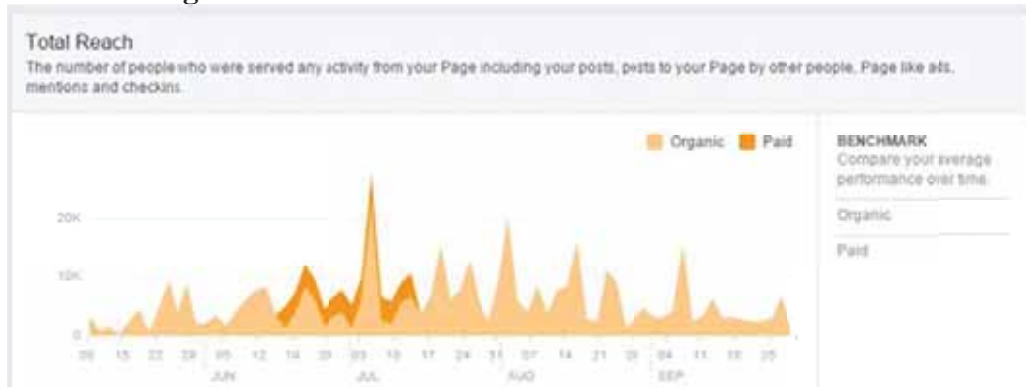 Total Reach
The number of people who were served any activity from your Page including your posts, posts to your Page by other people, Page like ads,
mentions and checkins.
Organic Paid
BENCHMARK
Compare your average
performance over time.
Organic
Paid
20K
10K
0
15 22 29 05 12 17 24 31 07 14 21 04 11 18 25
JUN JUL AUG SEP